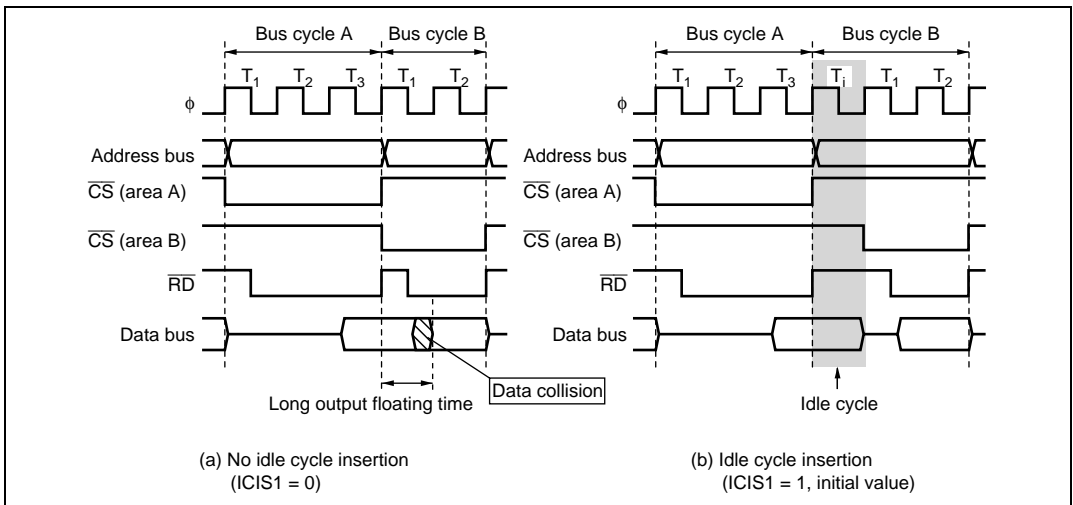 Bus cycle A Bus cycle B
T1 T2 T3 T1 T2
φ
Address bus
CS (area A)
CS (area B)
RD
Data bus
Data collision
Long output floating time
(a) No idle cycle insertion
(ICIS1 = 0)
Bus cycle A Bus cycle B
T1 T2 T3 Ti T1 T2
φ
Address bus
CS (area A)
CS (area B)
RD
Data bus
Idle cycle
(b) Idle cycle insertion
(ICIS1 = 1, initial value)